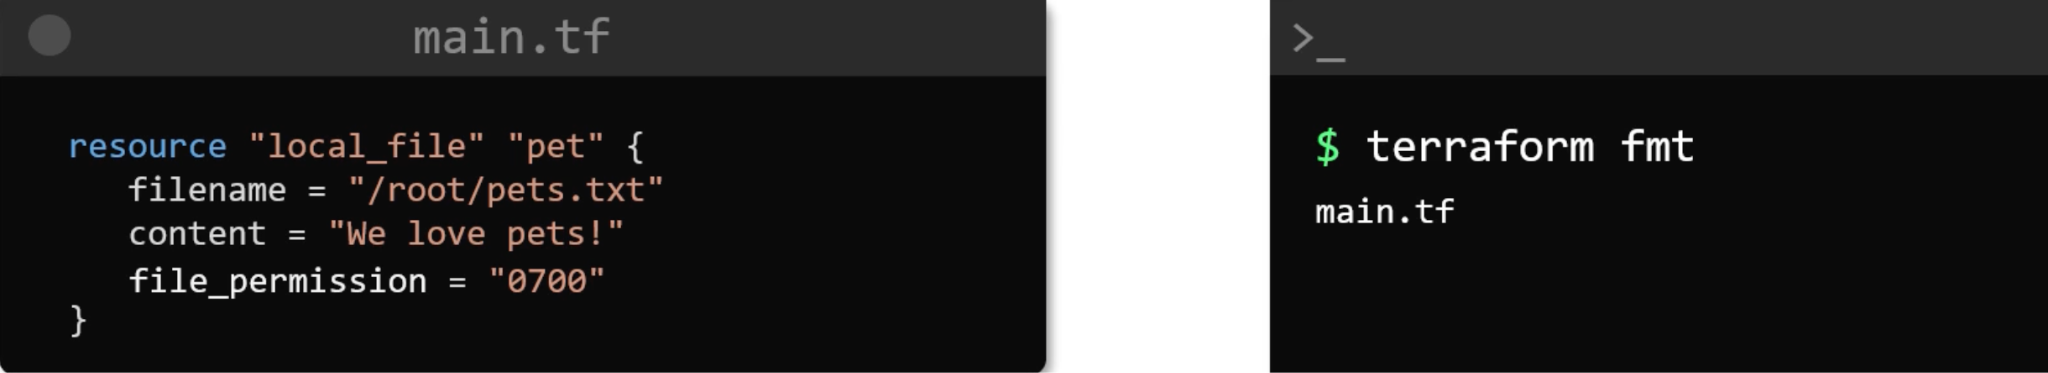 main.tf
resource "local_file" "pet" {
   filename = "/root/pets.txt"
   content = "We love pets!"
   file_permission = "0700"
}
>_
$ terraform fmt
main.tf